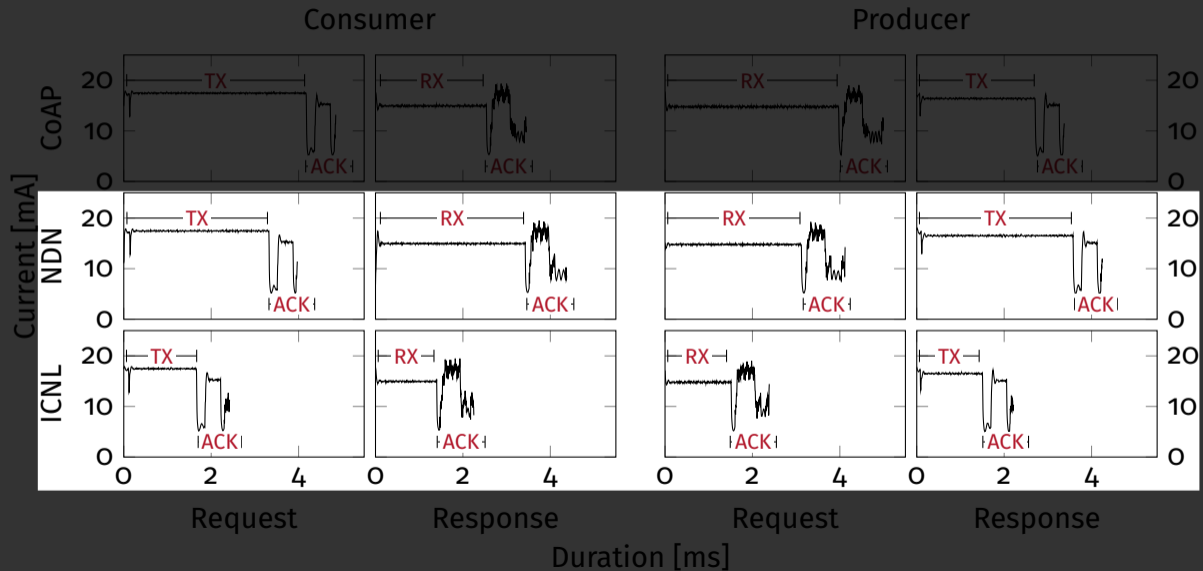 Consumer Producer
CoAP
20 TX RX RX TX 20
10 10
0 ACK ACK ACK ACK 0
Current [mA]
NDN
20 TX RX RX TX 20
10 10
0 ACK ACK ACK ACK 0
ICNL
20 TX RX RX TX 20
10 10
0 ACK ACK ACK ACK 0
0 2 4 0 2 4 0 2 4 0 2 4
Request Response Request Response
Duration [ms]